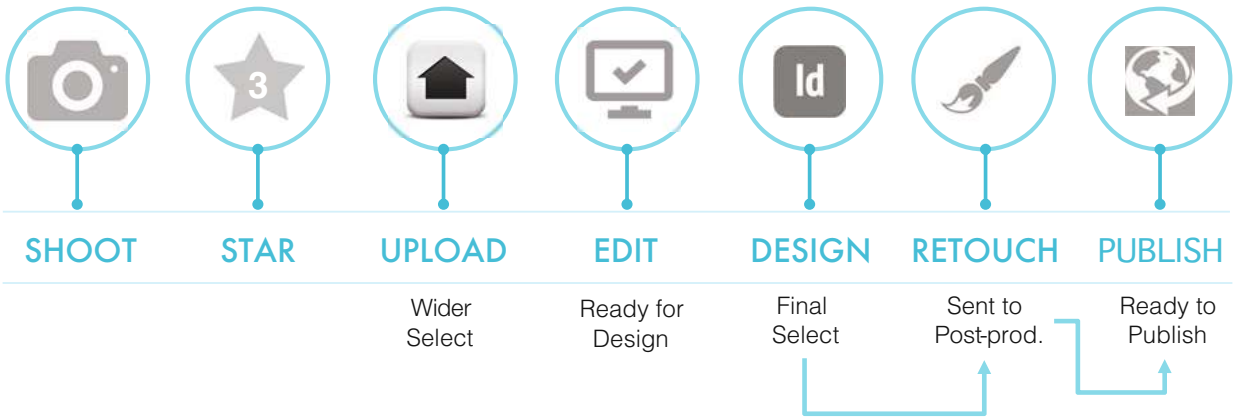 3
Id
SHOOT
STAR
UPLOAD
EDIT
DESIGN
RETOUCH
PUBLISH
Wider
Select
Ready for
Design
Final
Select
Sent to
Post-prod.
Ready to
Publish